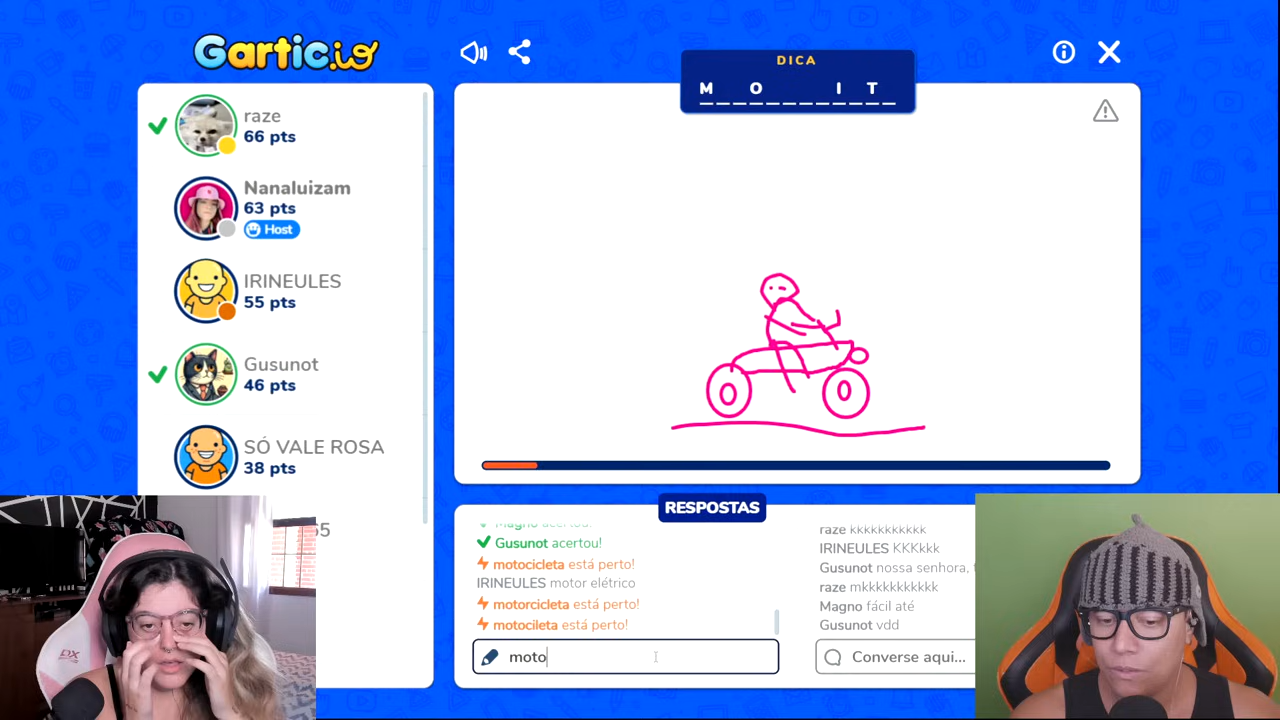 Gartic.io
DICA
M O I T
raze
66 pts
Nanaluizam
63 pts
Host
IRINEULES
55 pts
Gusunot
46 pts
SÓ VALE ROSA
38 pts
RESPOSTAS
Magno acertou!
Gusunot acertou!
motocicleta está perto!
IRINEULES motor elétrico
motorcicleta está perto!
motocileta está perto!
moto
raze kkkkkkkkkkk
IRINEULES KKKkkk
Gusunot nossa senhora,
raze mkkkkkkkkkkk
Magno fácil até
Gusunot vdd
Converse aqui...